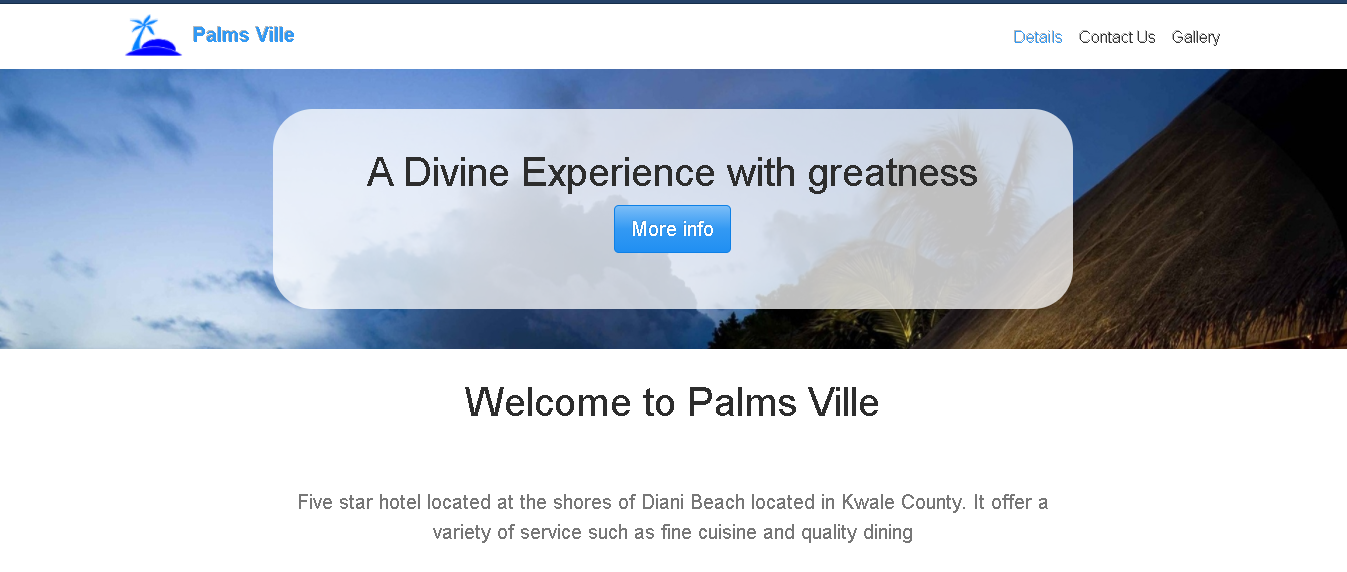 Palms Ville
Details Contact Us Gallery
A Divine Experience with greatness
More info
Welcome to Palms Ville
Five star hotel located at the shores of Diani Beach located in Kwale County. It offer a
variety of service such as fine cuisine and quality dining